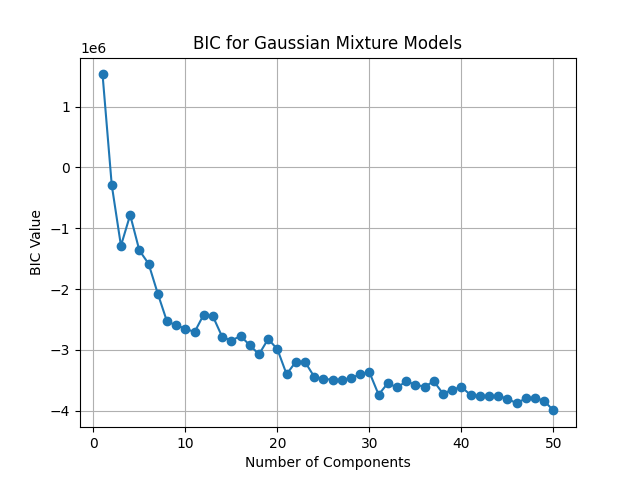 BIC for Gaussian Mixture Models
1e6
1
0
−1
−2
−3
−4
BIC Value
0 10 20 30 40 50
Number of Components